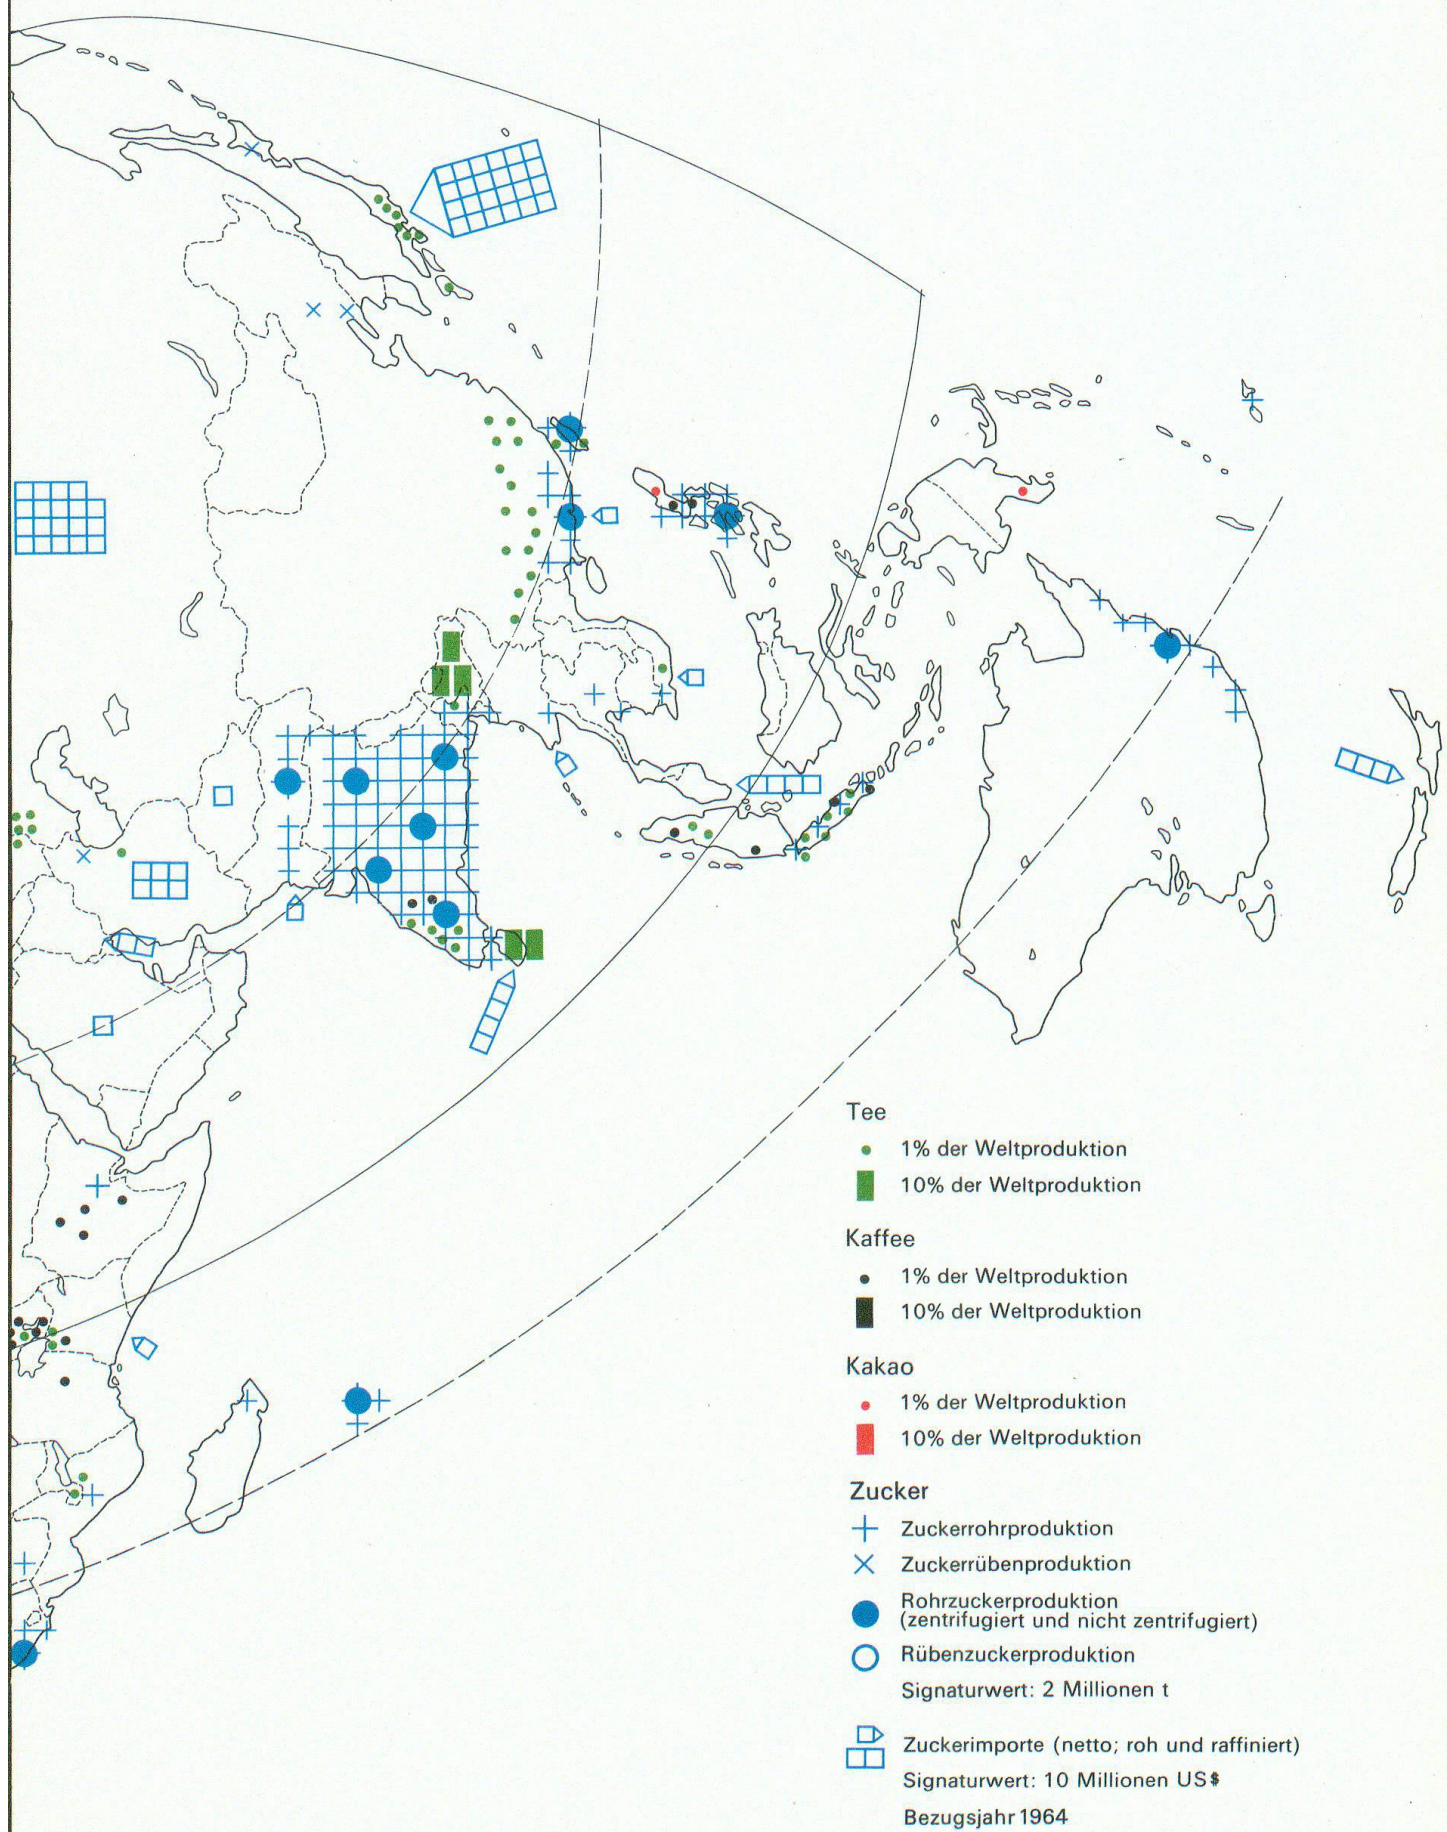 Tee
1% der Weltproduktion
10% der Weltproduktion
Kaffee
1% der Weltproduktion
10% der Weltproduktion
Kakao
1% der Weltproduktion
10% der Weltproduktion
Zucker
Zuckerrohrproduktion
Zuckerrübenproduktion
Rohrzuckerproduktion
(zentrifugiert und nicht zentrifugiert)
Rübenzuckerproduktion
Signaturwert: 2 Millionen t
Zuckerimporte (netto; roh und raffiniert)
Signaturwert: 10 Millionen US$
Bezugsjahr 1964